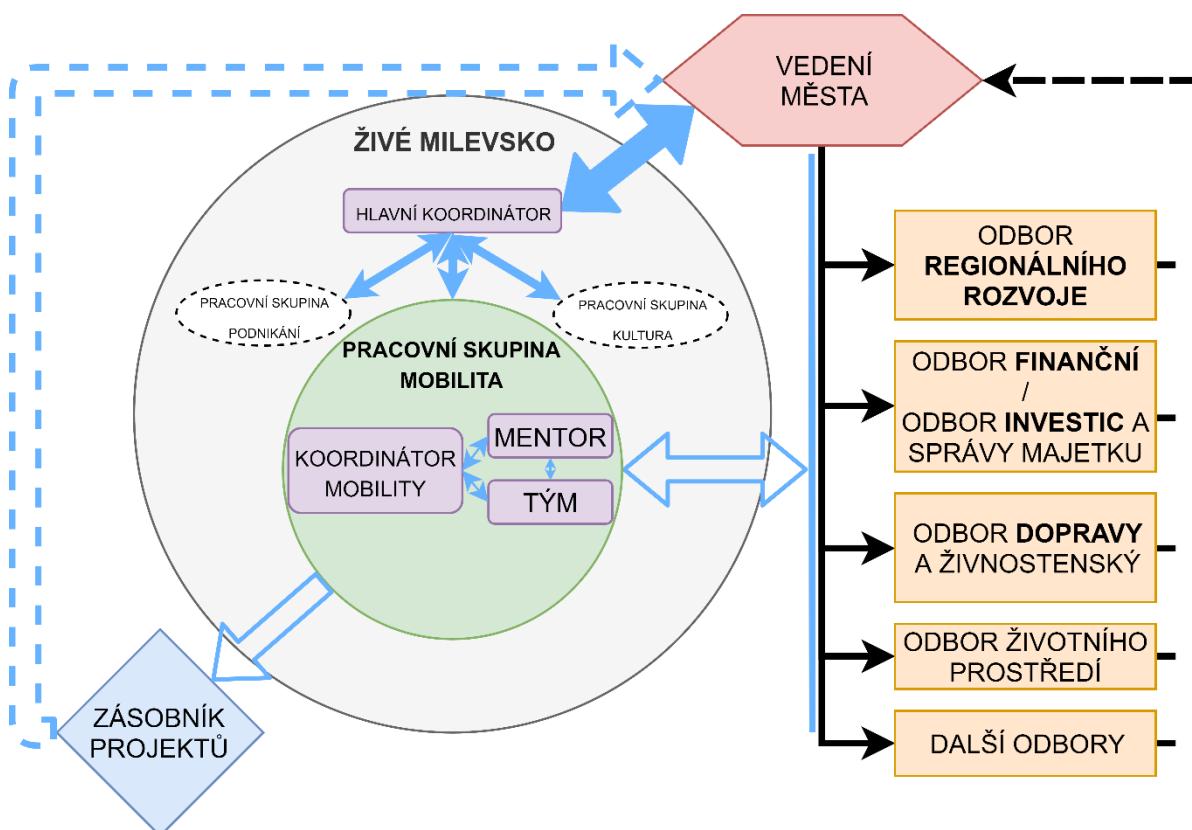 VEDENÍ
MĚSTA
ŽIVÉ MILEVSKO
HLAVNÍ KOORDINÁTOR
PRACOVNÍ SKUPINA
PODNIKÁNÍ
PRACOVNÍ SKUPINA
KULTURA
PRACOVNÍ SKUPINA
MOBILITA
KOORDINÁTOR
MOBILITY
MENTOR
TÝM
ZÁSOBNÍK
PROJEKTŮ
ODBOR
REGIONÁLNÍHO
ROZVOJE
ODBOR FINANČNÍ
/
ODBOR INVESTIC A
SPRÁVY MAJETKU
ODBOR DOPRAVY
A ŽIVNOSTENSKÝ
ODBOR ŽIVOTNÍHO
PROSTŘEDÍ
DALŠÍ ODBORY